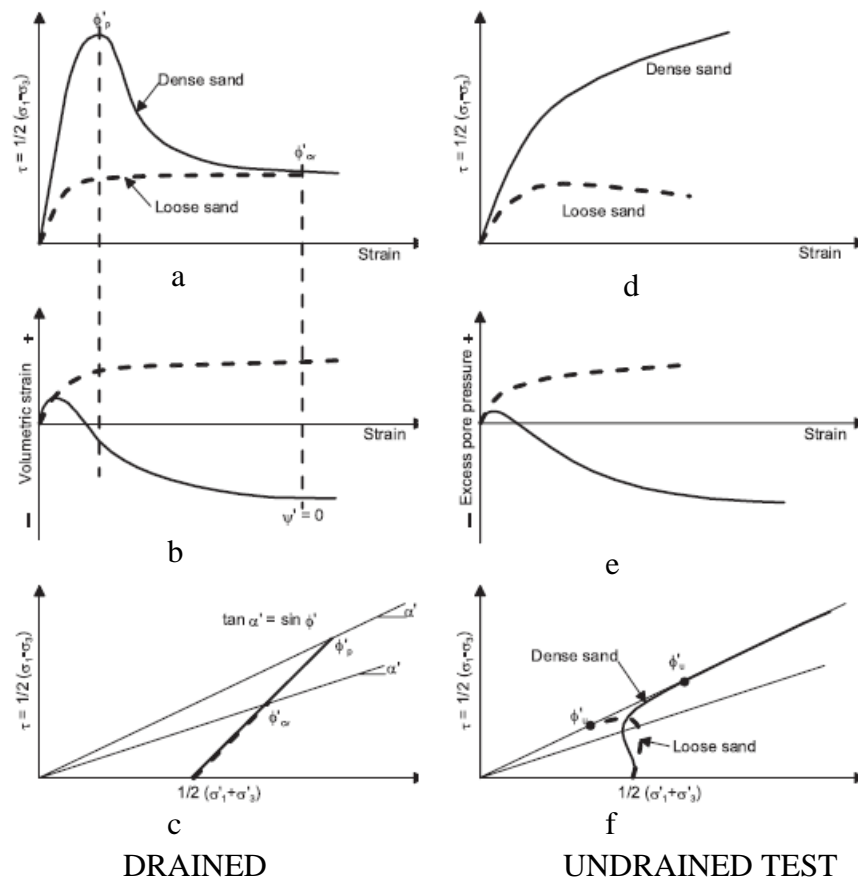 ϕ'p
τ = 1/2 (σ1-σ3)
Dense sand
ϕ'cv
Loose sand
Strain
a
τ = 1/2 (σ1-σ3)
Dense sand
Loose sand
Strain
d
− Volumetric strain +
Strain
ψ' = 0
b
− Excess pore pressure +
Strain
e
τ = 1/2 (σ1-σ3)
tan α' = sin ϕ'
α'
ϕ'p
α'
ϕ'cv
1/2 (σ'1+σ'3)
c
τ = 1/2 (σ1-σ3)
Dense sand
ϕ'u
ϕ'u
Loose sand
1/2 (σ'1+σ'3)
f
DRAINED
UNDRAINED TEST